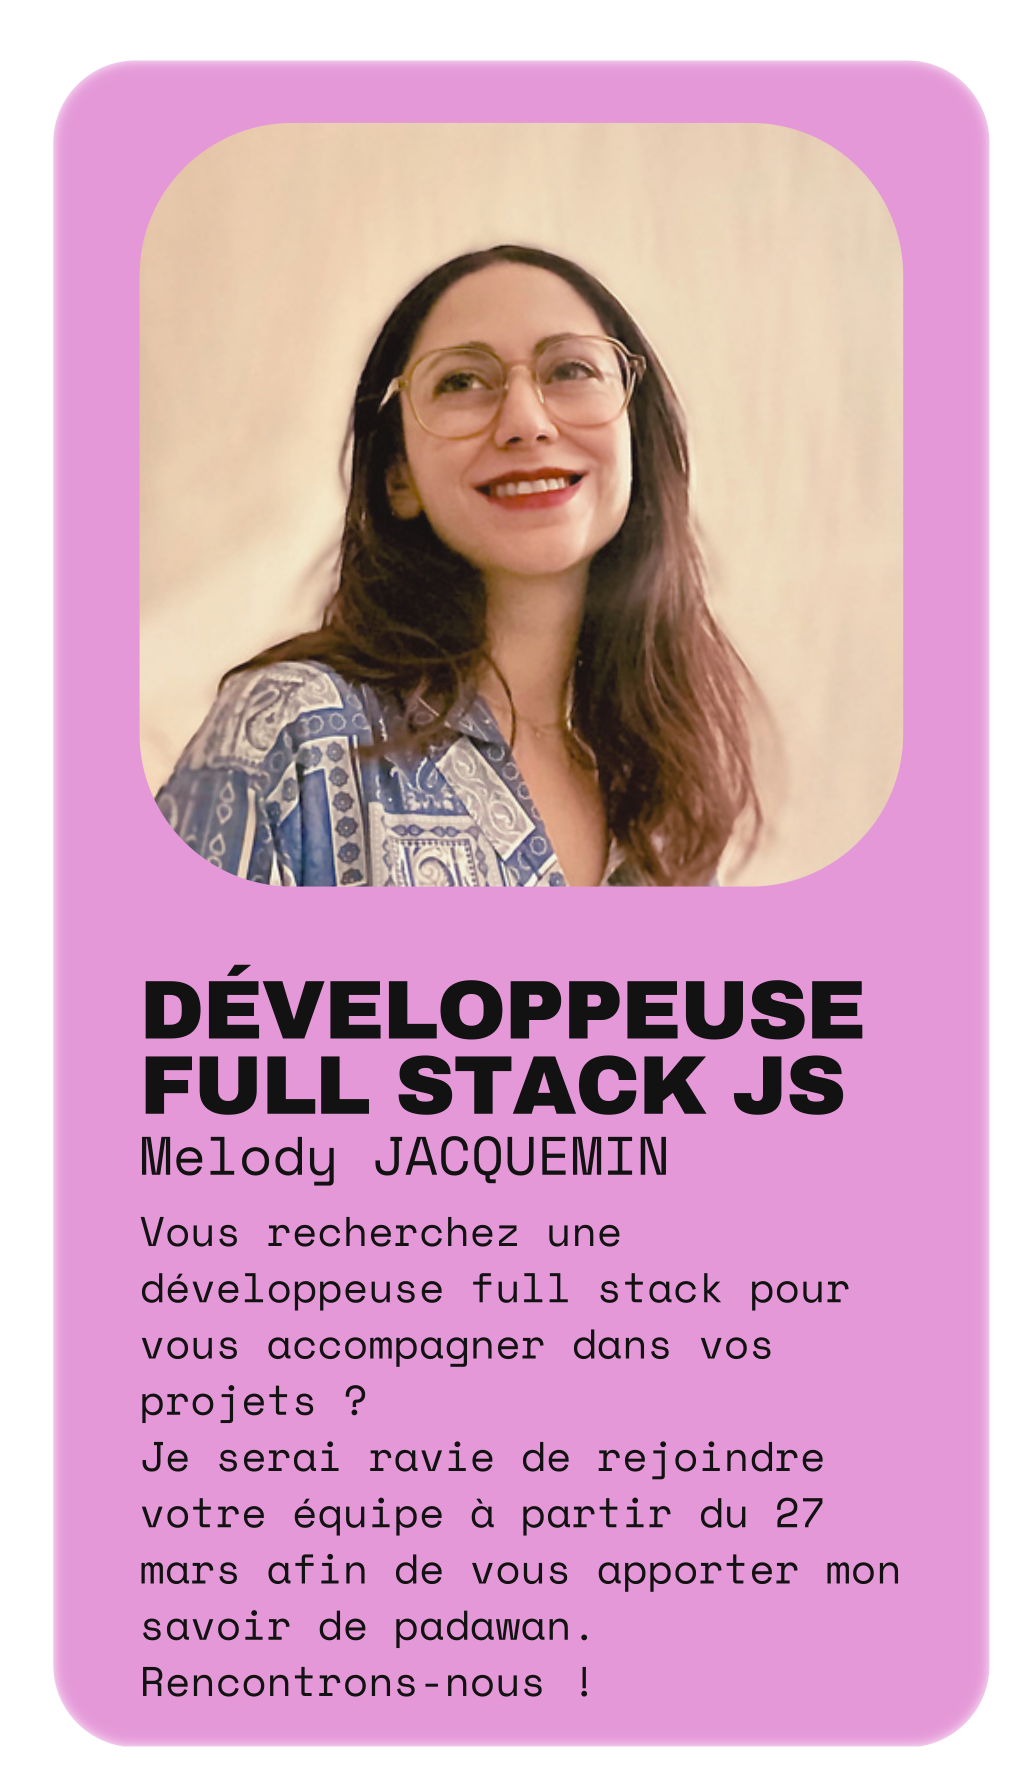 DÉVELOPPEUSE
FULL STACK JS
Melody JACQUEMIN
Vous recherchez une
développeuse full stack pour
vous accompagner dans vos
projets ?
Je serai ravie de rejoindre
votre équipe à partir du 27
mars afin de vous apporter mon
savoir de padawan.
Rencontrons-nous !